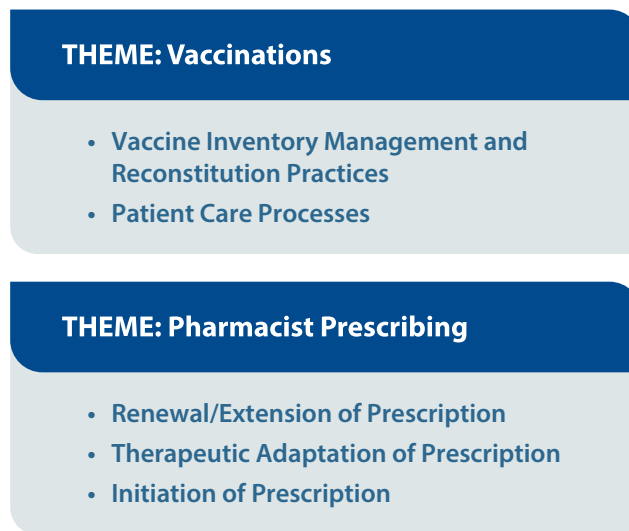 THEME: Vaccinations
• Vaccine Inventory Management and
Reconstitution Practices
• Patient Care Processes
THEME: Pharmacist Prescribing
• Renewal/Extension of Prescription
• Therapeutic Adaptation of Prescription
• Initiation of Prescription